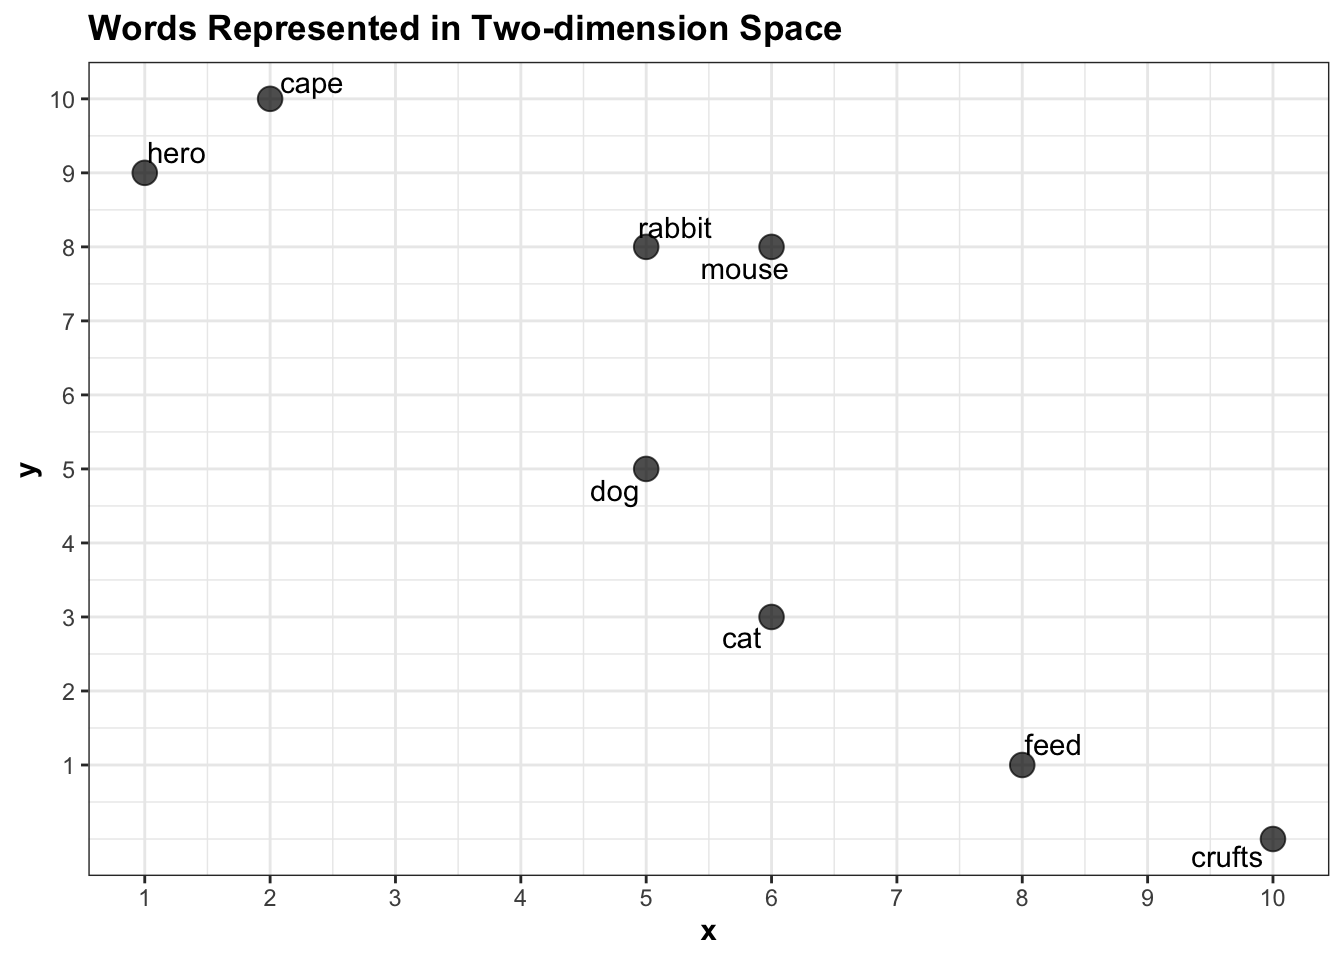 Words Represented in Two-dimension Space
cape
10
hero
9
rabbit
8
mouse
7
6
y
5
dog
4
3
cat
2
feed
1
crufts
1 2 3 4 5 6 7 8 9 10
x